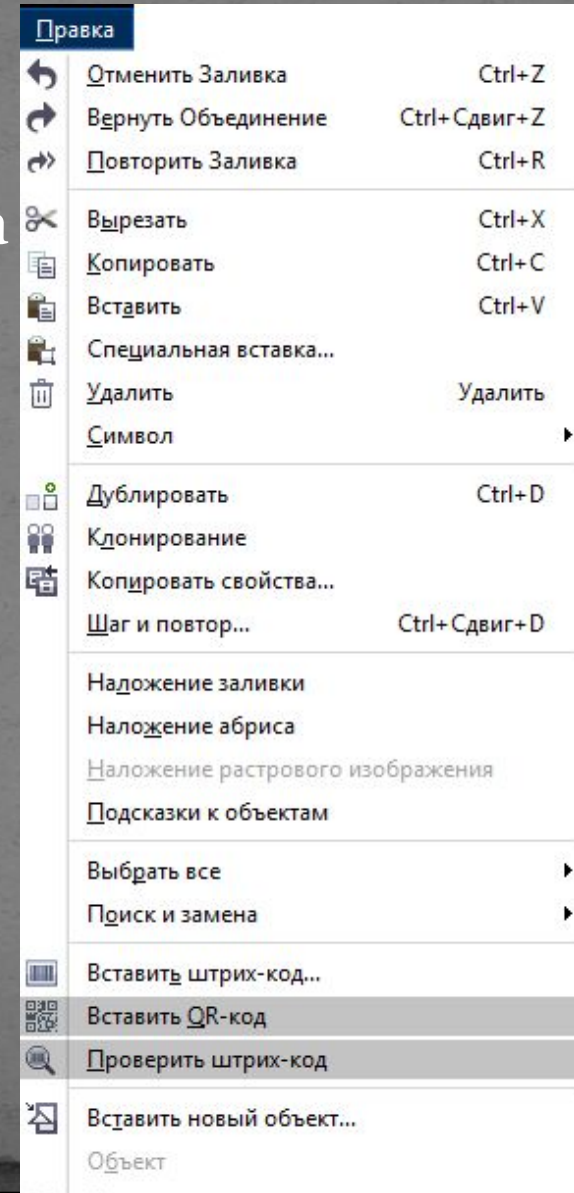 Правка
Отменить Заливка Ctrl+Z
Вернуть Объединение Ctrl+Сдвиг+Z
Повторить Заливка Ctrl+R
Вырезать Ctrl+X
Копировать Ctrl+C
Вставить Ctrl+V
Специальная вставка...
Удалить Удалить
Символ
Дублировать Ctrl+D
Клонирование
Копировать свойства...
Шаг и повтор... Ctrl+Сдвиг+D
Наложение заливки
Наложение абриса
Наложение растрового изображения
Подсказки к объектам
Выбрать все
Поиск и замена
Вставить штрих-код...
Вставить QR-код
Проверить штрих-код
Вставить новый объект...
Объект